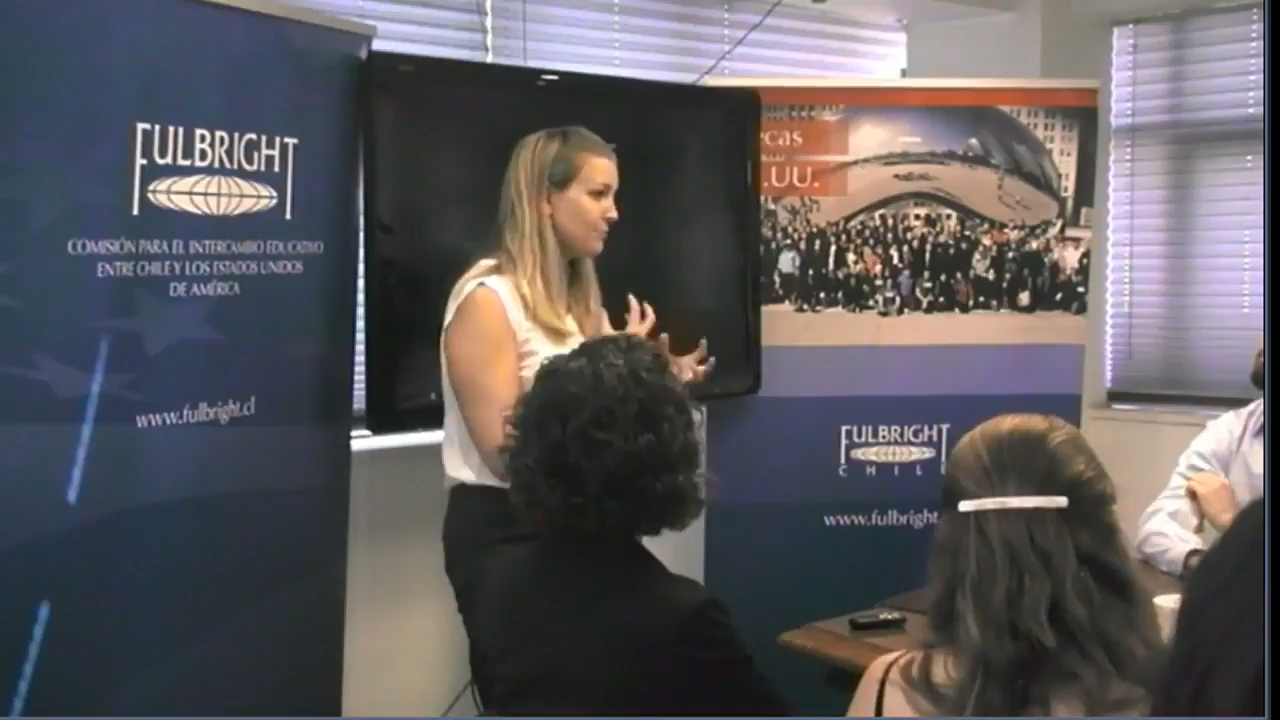 FULBRIGHT
COMISIÓN PARA EL INTERCAMBIO EDUCATIVO
ENTRE CHILE Y LOS ESTADOS UNIDOS
DE AMÉRICA
www.fulbright.cl
ecas
.UU.
FULBRIGHT
CHILE
www.fulbright